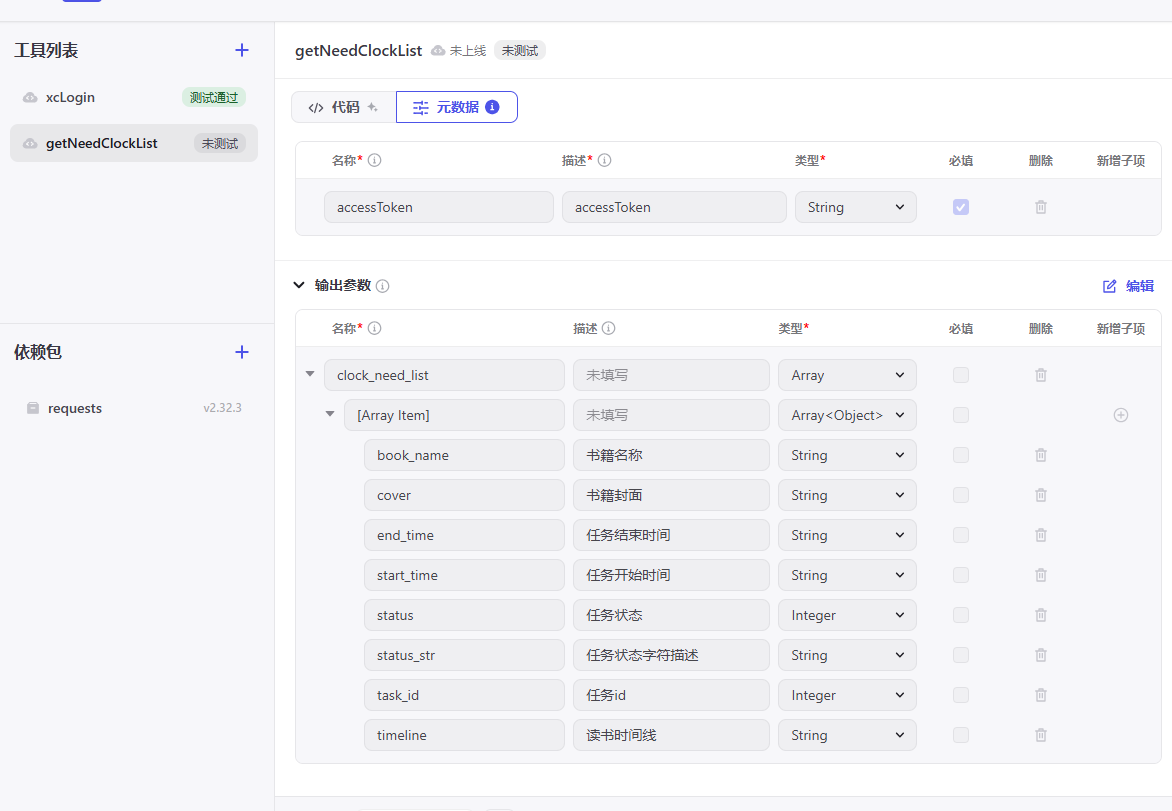 工具列表
xcLogin 测试通过
getNeedClockList 未测试
依赖包
requests v2.32.3
getNeedClockList 未上线 未测试
代码 元数据
名称* 描述* 类型* 必填 删除 新增子项
accessToken accessToken String
输出参数 编辑
名称* 描述 类型* 必填 删除 新增子项
clock_need_list 未填写 Array
[Array Item] 未填写 Array<Object>
book_name 书籍名称 String
cover 书籍封面 String
end_time 任务结束时间 String
start_time 任务开始时间 String
status 任务状态 Integer
status_str 任务状态字符描述 String
task_id 任务id Integer
timeline 读书时间线 String